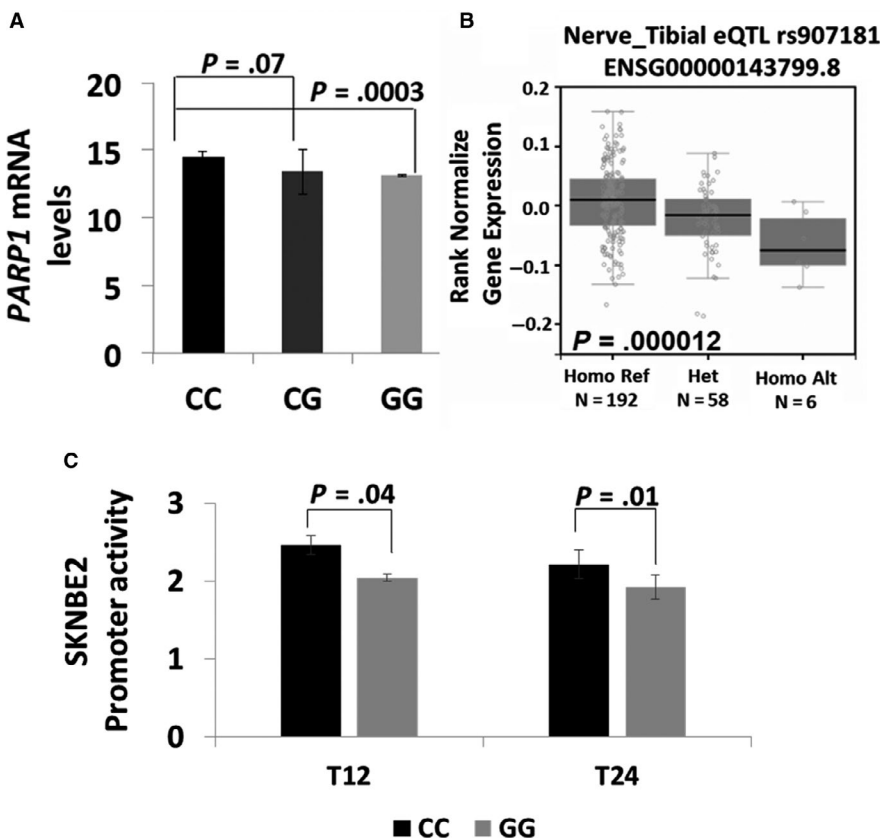 A
P = .07
P = .0003
20
15
10
5
0
PARP1 mRNA
levels
CC CG GG
B
Nerve_Tibial eQTL rs907181
ENSG00000143799.8
0.2
0.1
0.0
−0.1
−0.2
Rank Normalize
Gene Expression
P = .000012
Homo Ref Het Homo Alt
N = 192 N = 58 N = 6
C
P = .04 P = .01
3
2
1
0
SKNBE2
Promoter activity
T12 T24
CC GG